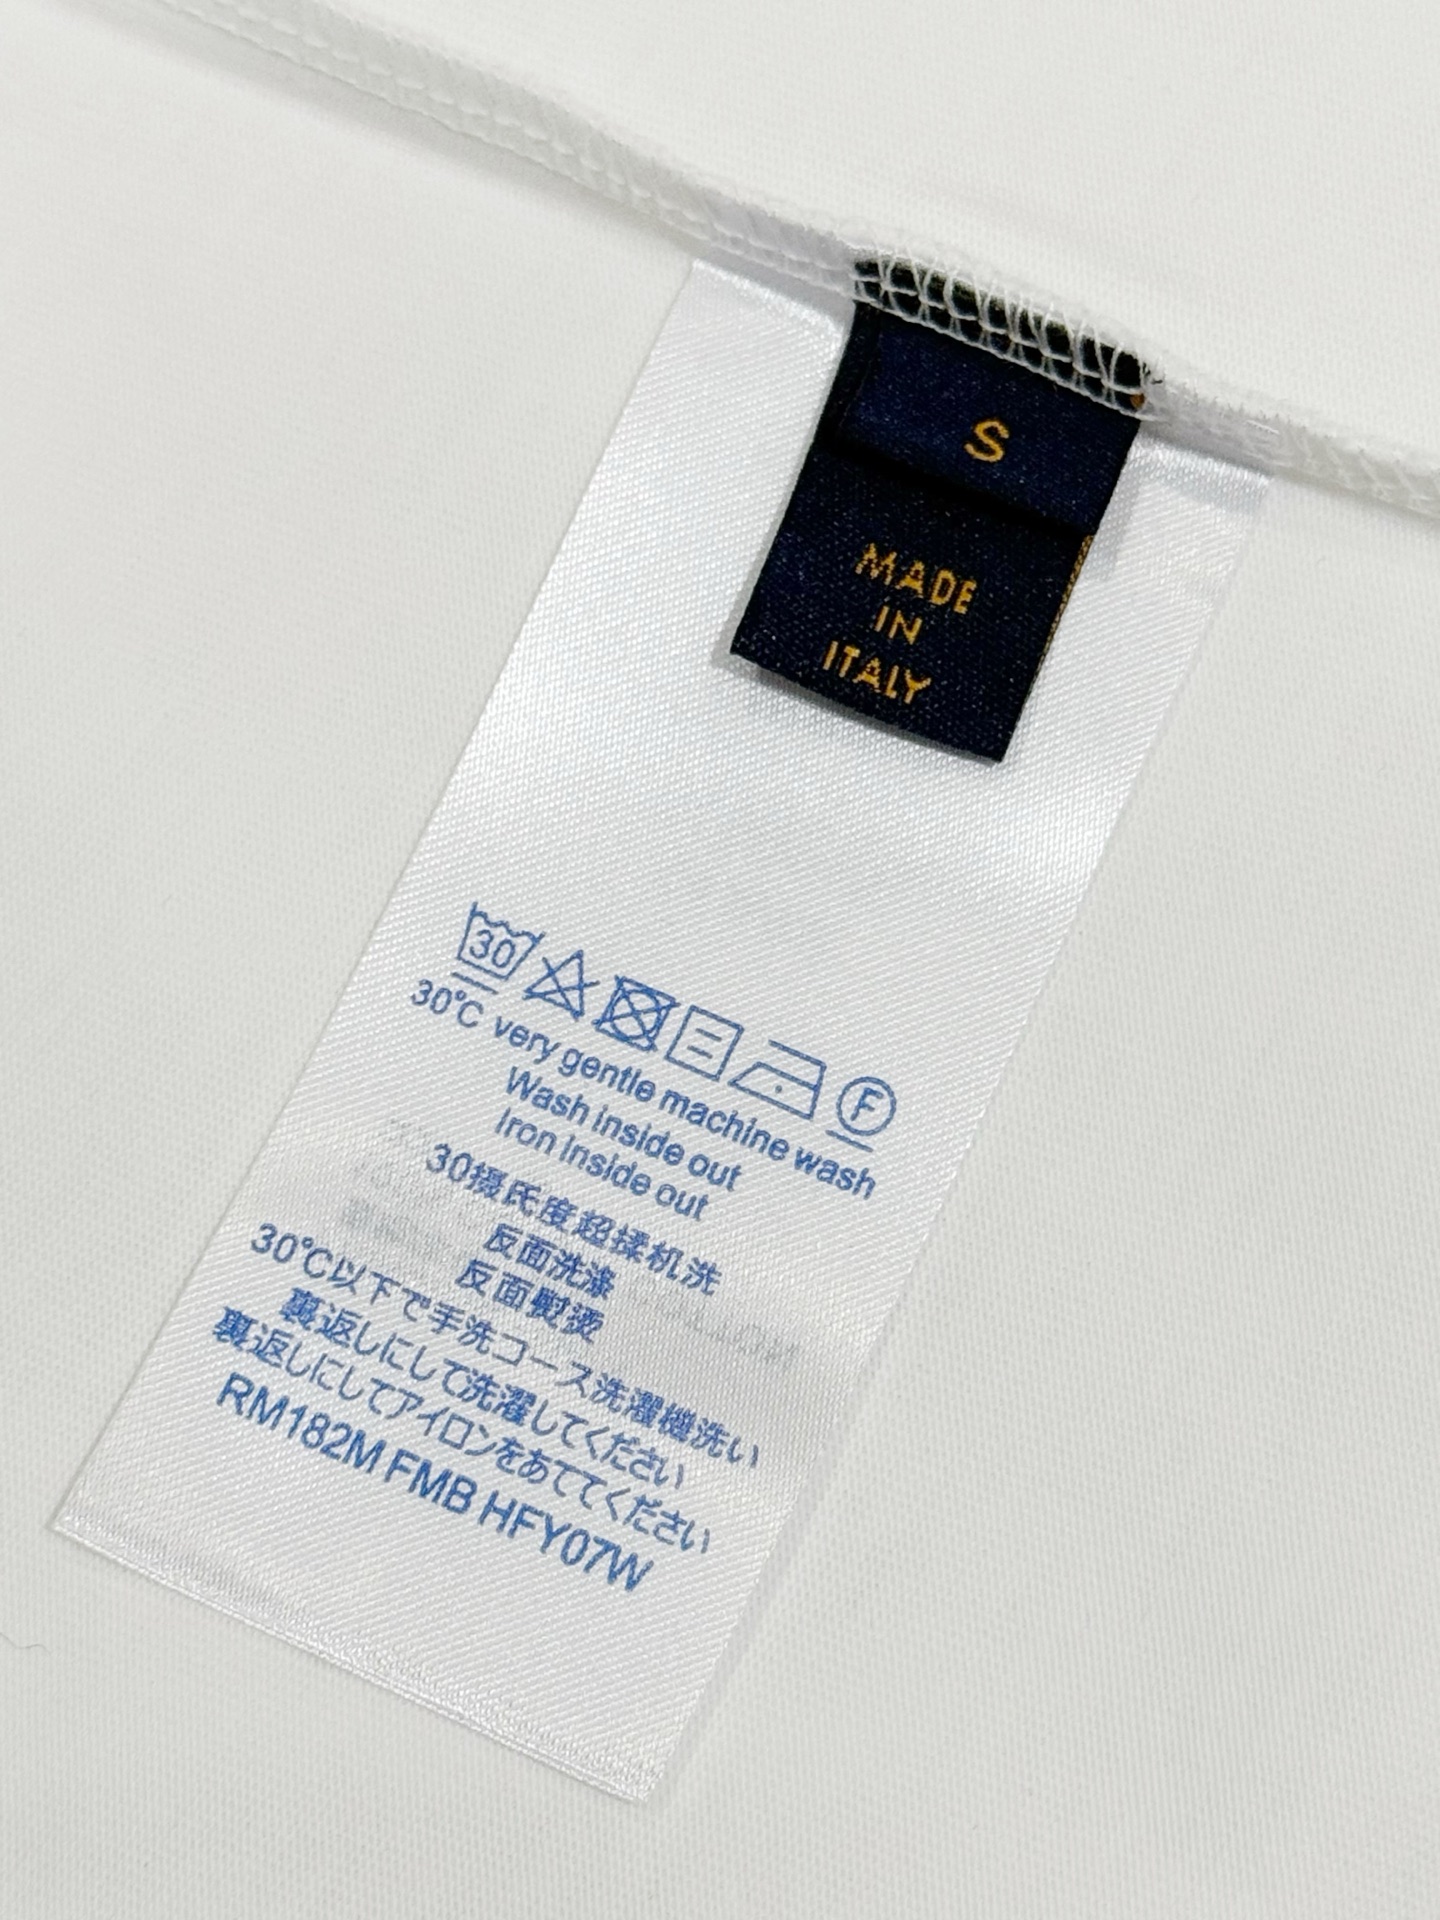 S
MADE
IN
ITALY
30
F
30°C very gentle machine wash
Wash inside out
Iron inside out
30摄氏度超揉机洗
反面洗涤
反面熨烫
30℃以下で手洗コース洗濯機洗い
裏返しにして洗濯してください
裏返しにしてアイロンをあててください
RM182M FMB HFY07W